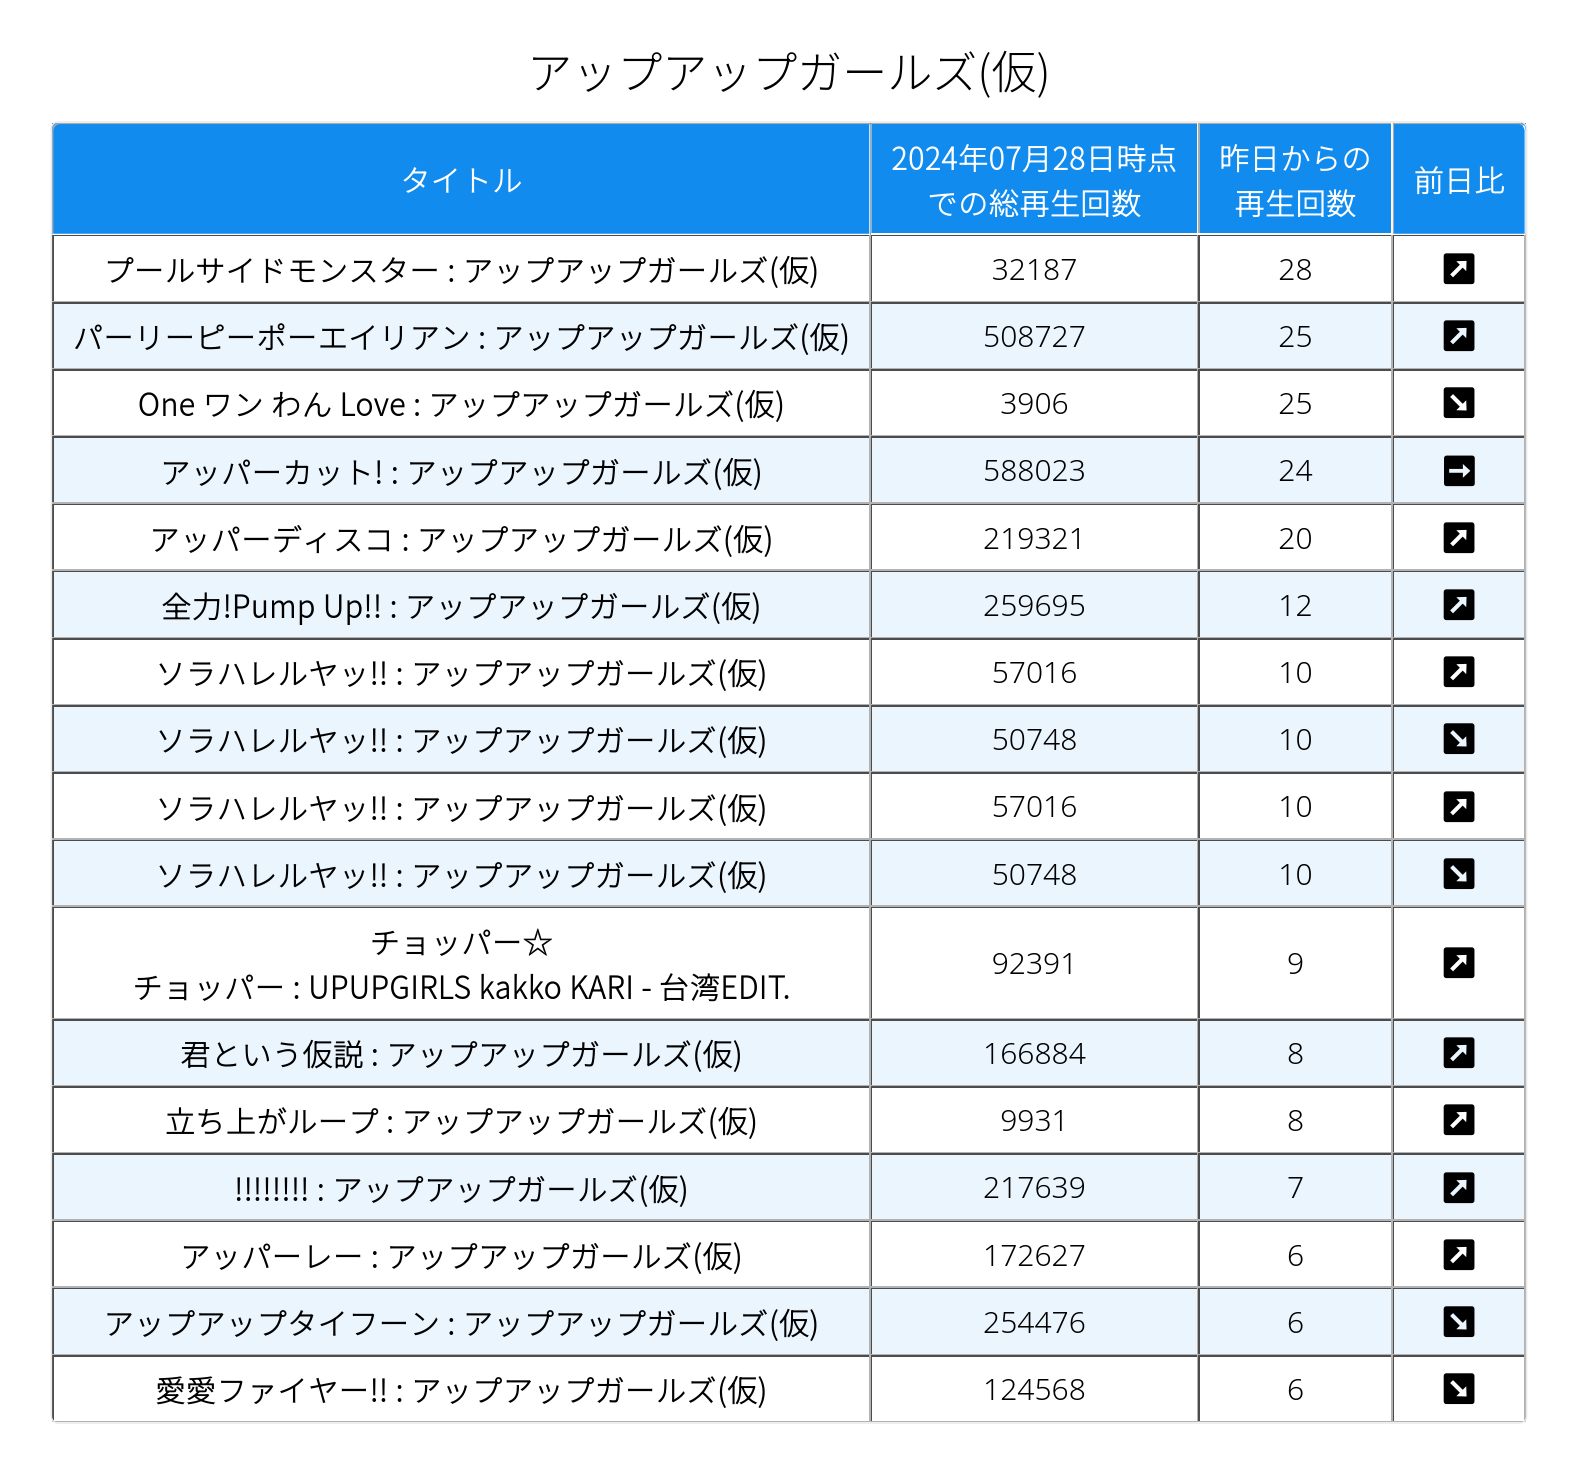 アップアップガールズ(仮)
タイトル
2024年07月28日時点
での総再生回数
昨日からの
再生回数
前日比
プールサイドモンスター : アップアップガールズ(仮) 32187 28 ↗
パーリーピーポーエイリアン : アップアップガールズ(仮) 508727 25 ↗
One ワン わん Love : アップアップガールズ(仮) 3906 25 ↘
アッパーカット! : アップアップガールズ(仮) 588023 24 →
アッパーディスコ : アップアップガールズ(仮) 219321 20 ↗
全力!Pump Up!! : アップアップガールズ(仮) 259695 12 ↗
ソラハレルヤッ!! : アップアップガールズ(仮) 57016 10 ↗
ソラハレルヤッ!! : アップアップガールズ(仮) 50748 10 ↘
ソラハレルヤッ!! : アップアップガールズ(仮) 57016 10 ↗
ソラハレルヤッ!! : アップアップガールズ(仮) 50748 10 ↘
チョッパー☆
チョッパー : UPUPGIRLS kakko KARI - 台湾EDIT. 92391 9 ↗
君という仮説 : アップアップガールズ(仮) 166884 8 ↗
立ち上がループ : アップアップガールズ(仮) 9931 8 ↗
!!!!!!!! : アップアップガールズ(仮) 217639 7 ↗
アッパーレー : アップアップガールズ(仮) 172627 6 ↗
アップアップタイフーン : アップアップガールズ(仮) 254476 6 ↘
愛愛ファイヤー!! : アップアップガールズ(仮) 124568 6 ↘